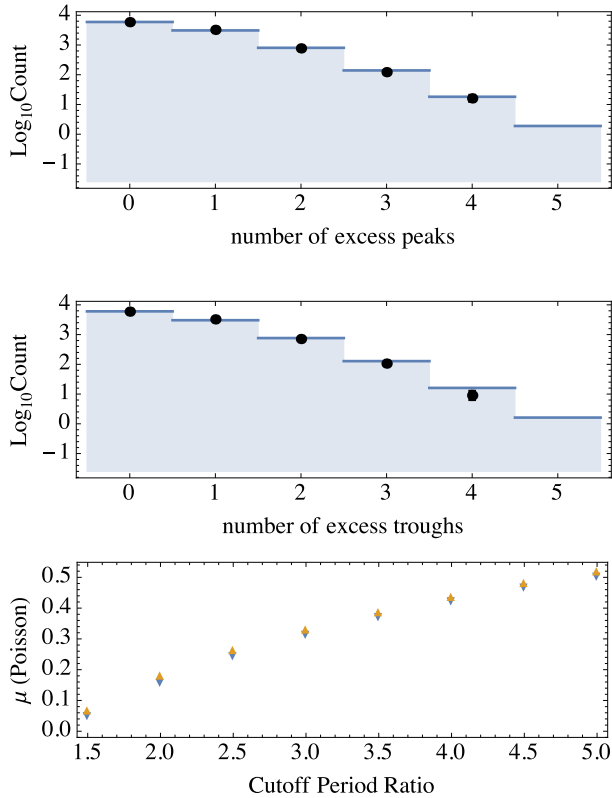 4
3
2
1
0
−1
Log10Count
0 1 2 3 4 5
number of excess peaks
4
3
2
1
0
−1
Log10Count
0 1 2 3 4 5
number of excess troughs
0.5
0.4
0.3
0.2
0.1
0.0
μ (Poisson)
1.5 2.0 2.5 3.0 3.5 4.0 4.5 5.0
Cutoff Period Ratio